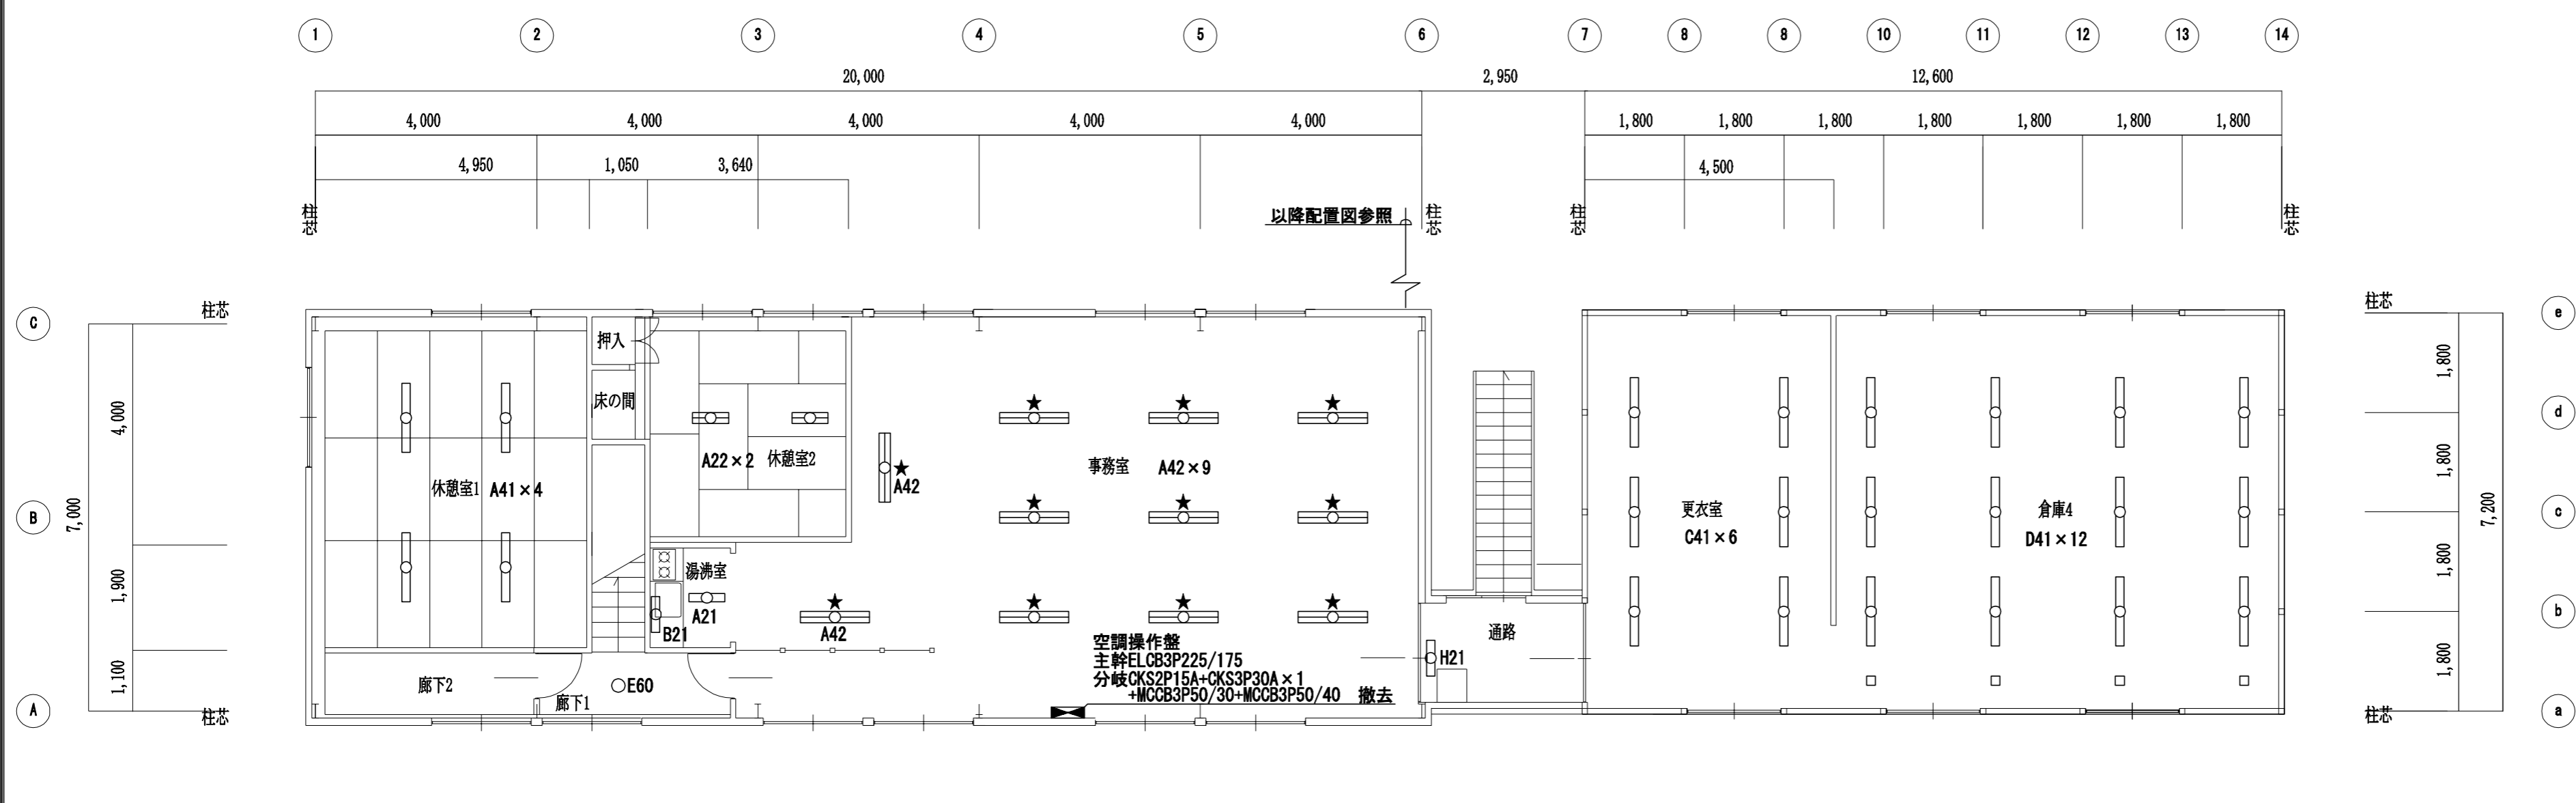 1 2 3 4 5 6 7 8 8 10 11 12 13 14
20,000 2,950 12,600
4,000 4,000 4,000 4,000 4,000 1,800 1,800 1,800 1,800 1,800 1,800 1,800
4,950 1,050 3,640 4,500
柱芯 柱芯 柱芯 柱芯
以降配置図参照
柱芯 柱芯
C e
押入
床の間
4,000 1,800
d
★ ★ ★
A22×2 休憩室2
★
A42
事務室 A42×9
1,800
休憩室1 A41×4
7,000
B
★ ★ ★
更衣室
C41×6
倉庫4
D41×12
c
7,200
1,900
湯沸室
A21
B21
★
A42
★ ★ ★
1,800
b
空調操作盤
主幹ELCB3P225/175
分岐CKS2P15A+CKS3P30A×1
+MCCB3P50/30+MCCB3P50/40 撤去
通路
H21
1,100
廊下2
廊下1
○E60
1,800
A a
柱芯 柱芯